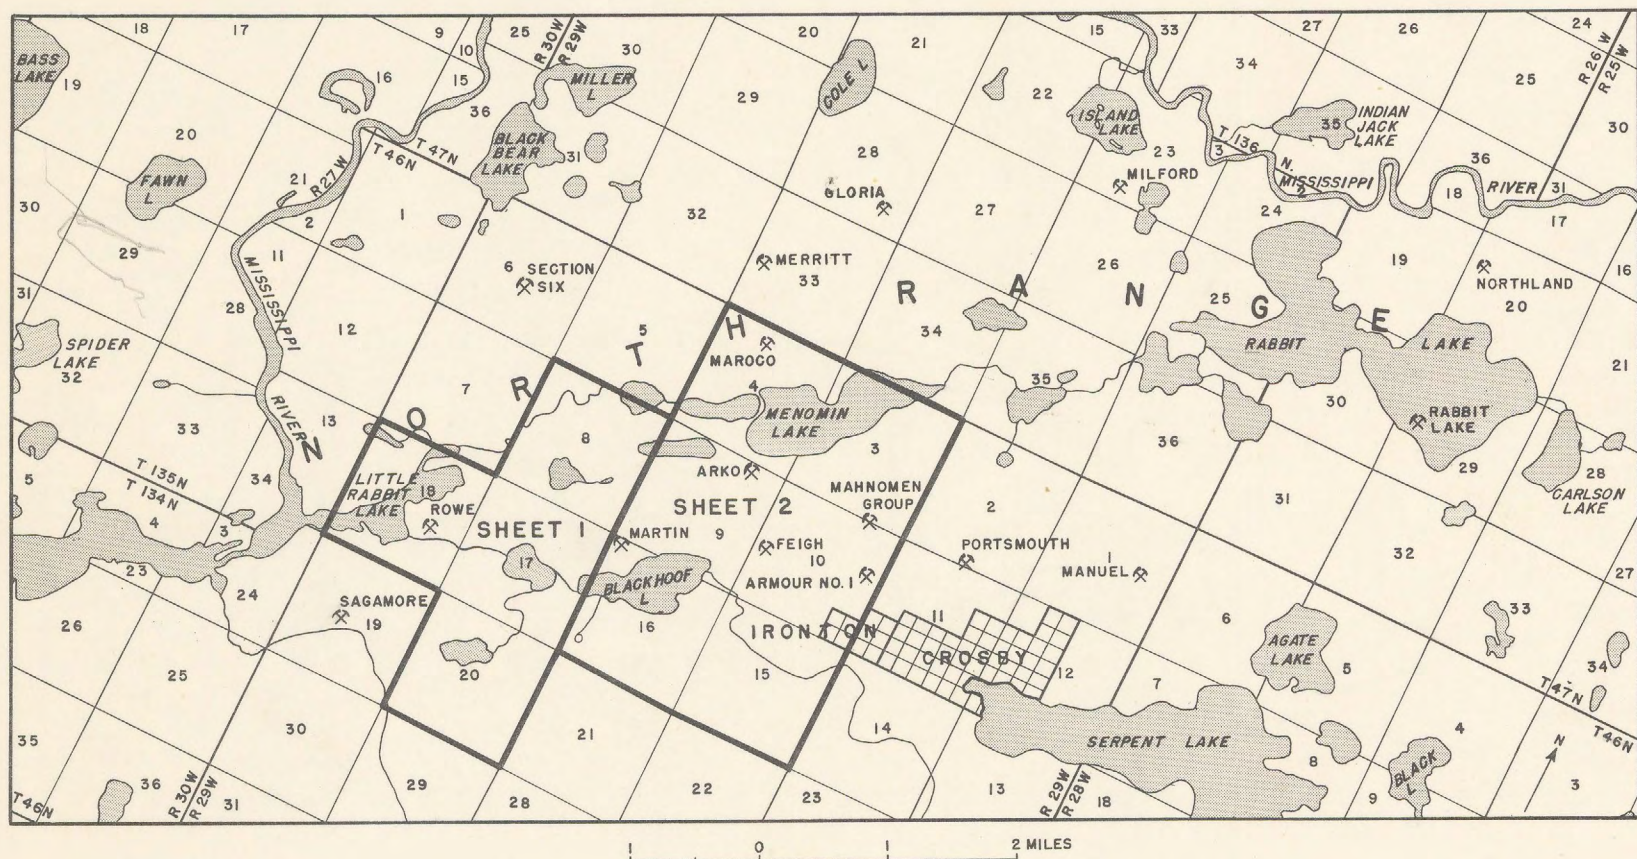 18
17
9
10
25
R 30 W
R 29 W
30
20
21
15
33
27
26
24
R 26 W
R 25 W
BASS
LAKE
19
16
15
36
MILLER
L
29
COLE L
22
34
25
ISLAND
LAKE
35
INDIAN
JACK
LAKE
30
20
T 47 N
T 46 N
BLACK
BEAR
LAKE
31
28
23
3
T 136 N.
2
MISSISSIPPI
36
18
RIVER
31
17
FAWN
L
21
R 27 W
30
2
1
32
GLORIA
27
MILFORD
24
29
11
6
SECTION
SIX
MERRITT
33
26
19
NORTHLAND
20
16
31
28
MISSISSIPPI
RIVER
12
5
34
25
NORTH RANGE
RABBIT
LAKE
SPIDER
LAKE
32
7
MAROCO
4
MENOMIN
LAKE
35
30
21
33
13
8
3
36
RABBIT
LAKE
29
28
CARLSON
LAKE
5
T 135 N
T 134 N
34
LITTLE
RABBIT
LAKE
18
ROWE
ARKO
MAHNOMEN
GROUP
31
4
3
SHEET 1
SHEET 2
MARTIN
9
2
32
23
24
17
FEIGH
10
PORTSMOUTH
MANUEL
1
27
BLACKHOOF
L
ARMOUR NO. 1
SAGAMORE
19
26
16
IRONTON
11
CROSBY
12
6
AGATE
LAKE
5
33
34
25
20
15
7
T 47 N
T 46 N
35
30
21
14
SERPENT LAKE
8
4
BLACK
L
N
36
R 30 W
R 29 W
31
29
28
22
23
13
R 29 W
R 28 W
18
9
3
T 46 N
1 0 1 2 MILES